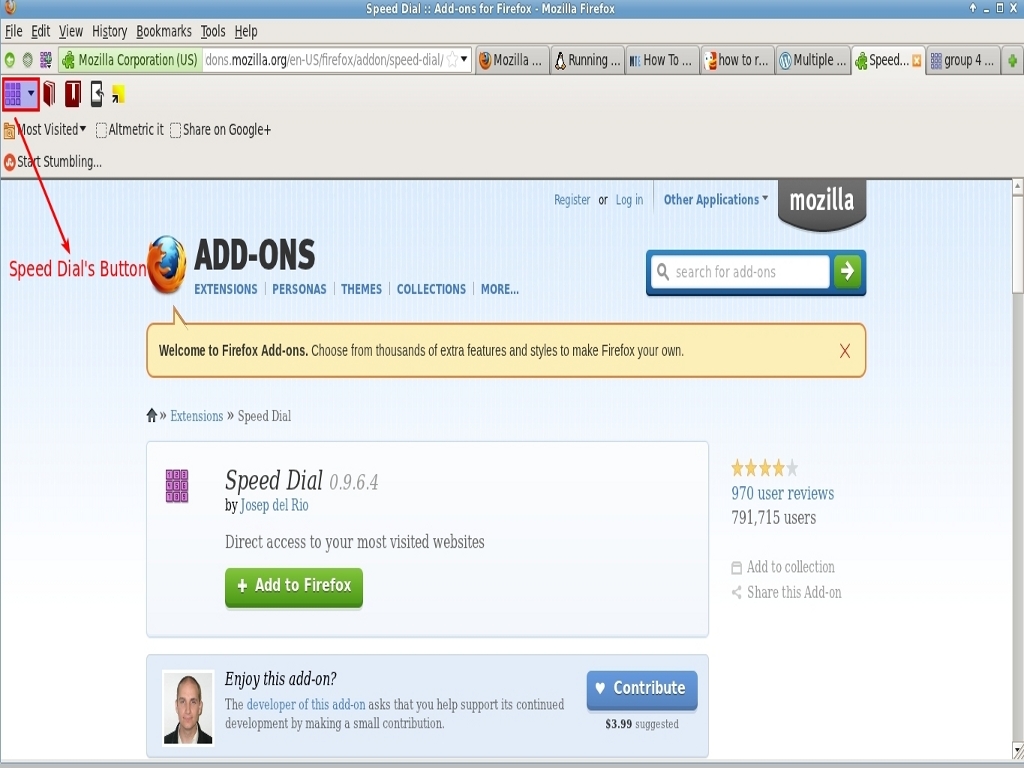 Speed Dial :: Add-ons for Firefox - Mozilla Firefox
File Edit View History Bookmarks Tools Help
Mozilla Corporation (US) dons.mozilla.org/en-US/firefox/addon/speed-dial/ Mozilla ... Running ... How To ... how to r... Multiple ... Speed... group 4 ...
Most Visited Altmetric it Share on Google+
Start Stumbling...
Register or Log in Other Applications mozilla
Speed Dial's Button
ADD-ONS
search for add-ons
EXTENSIONS PERSONAS THEMES COLLECTIONS MORE...
Welcome to Firefox Add-ons. Choose from thousands of extra features and styles to make Firefox your own. X
» Extensions » Speed Dial
Speed Dial 0.9.6.4
by Josep del Rio
Direct access to your most visited websites
+ Add to Firefox
970 user reviews
791,715 users
Add to collection
Share this Add-on
Enjoy this add-on?
The developer of this add-on asks that you help support its continued
development by making a small contribution.
Contribute
$3.99 suggested